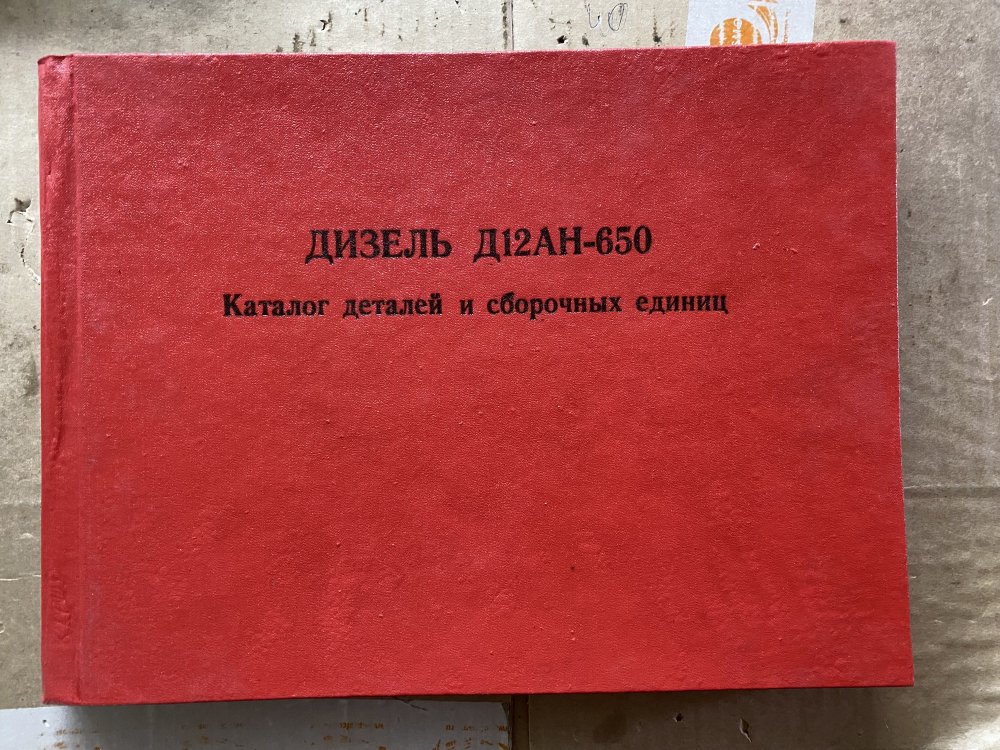 ДИЗЕЛЬ Д12АН-650
Каталог деталей и сборочных единиц